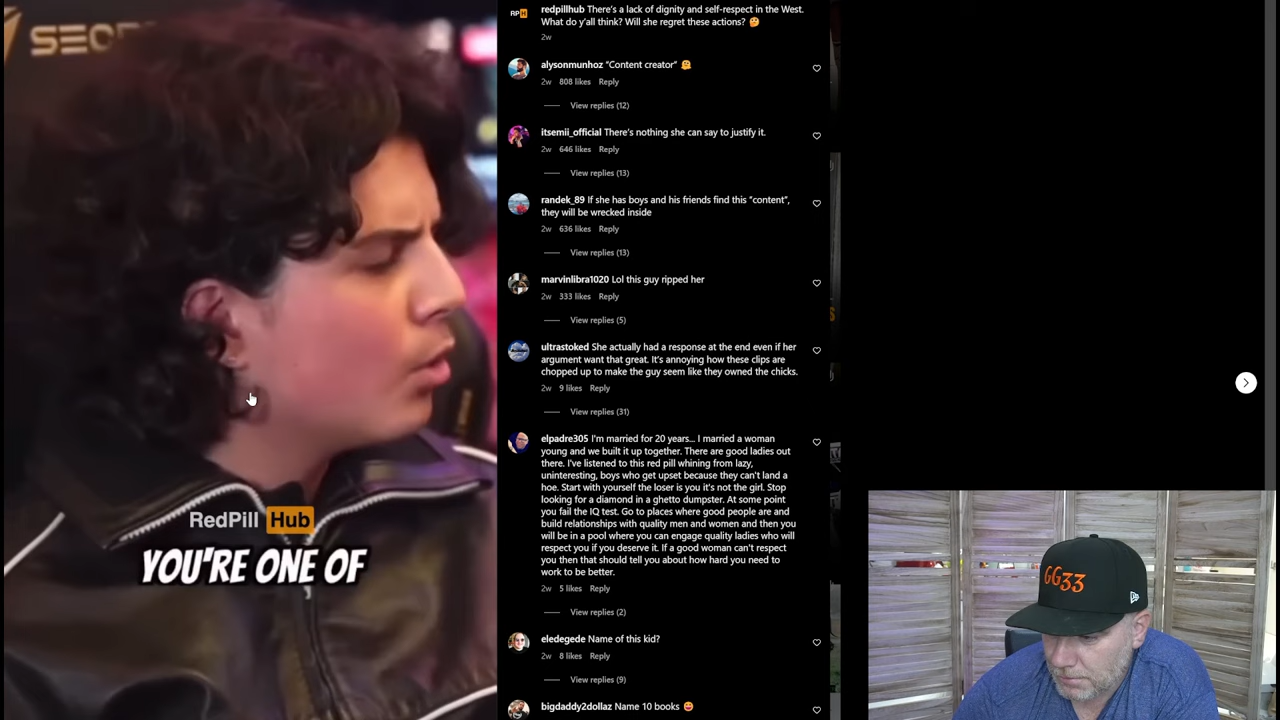 SEC
RedPill Hub
YOU'RE ONE OF
RPH
redpillhub There's a lack of dignity and self-respect in the West.
What do y'all think? Will she regret these actions? 🤔
2w
alysonmunhoz "Content creator" 🫠
2w 808 likes Reply
View replies (12)
itsemii_official There's nothing she can say to justify it.
2w 646 likes Reply
View replies (13)
randek_89 If she has boys and his friends find this "content",
they will be wrecked inside
2w 636 likes Reply
View replies (13)
marvinlibra1020 Lol this guy ripped her
2w 333 likes Reply
View replies (5)
ultrastoked She actually had a response at the end even if her
argument want that great. It's annoying how these clips are
chopped up to make the guy seem like they owned the chicks.
2w 9 likes Reply
View replies (31)
elpadre305 I'm married for 20 years... I married a woman
young and we built it up together. There are good ladies out
there. I've listened to this red pill whining from lazy,
uninteresting, boys who get upset because they can't land a
hoe. Start with yourself the loser is you it's not the girl. Stop
looking for a diamond in a ghetto dumpster. At some point
you fail the IQ test. Go to places where good people are and
build relationships with quality men and women and then you
will be in a pool where you can engage quality ladies who will
respect you if you deserve it. If a good woman can't respect
you then that should tell you about how hard you need to
work to be better.
2w 5 likes Reply
View replies (2)
eledegede Name of this kid?
2w 8 likes Reply
View replies (9)
bigdaddy2dollaz Name 10 books 😆
GG33